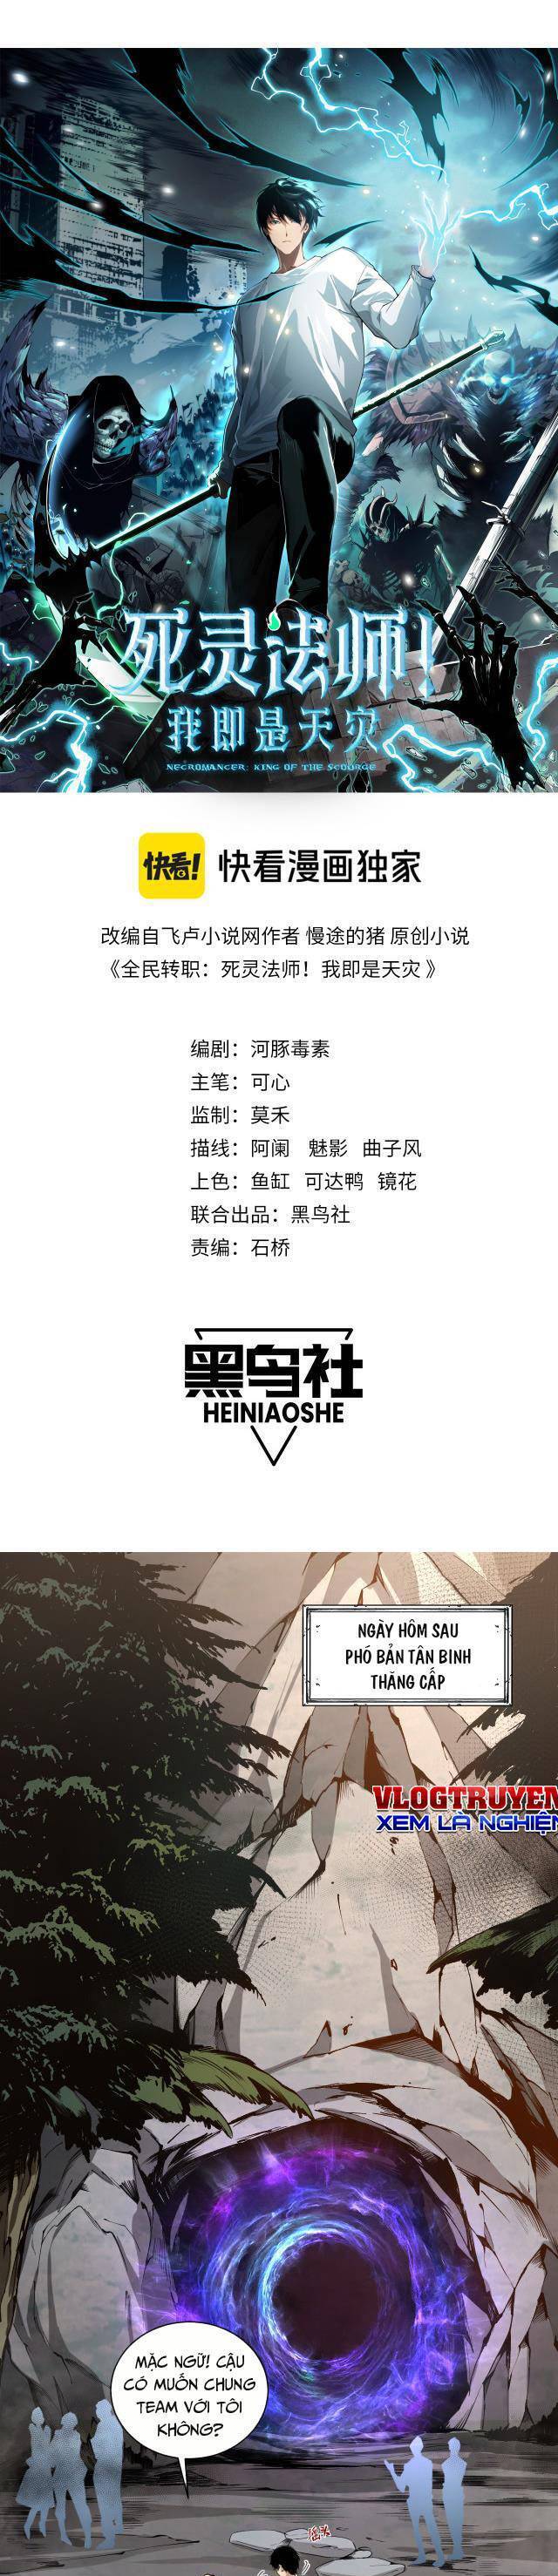 死灵法师!
我即是天灾
NECROMANCER: KING OF THE SCOURGE
快看!
快看漫画独家
改编自飞卢小说网作者 慢途的猪 原创小说
《全民转职：死灵法师！我即是天灾 》
编剧：河豚毒素
主笔：可心
监制：莫禾
描线：阿阑 魅影 曲子风
上色：鱼缸 可达鸭 镜花
联合出品：黑鸟社
责编：石桥
黑鸟社
HEINIAOSHE
NGÀY HÔM SAU
PHÓ BẢN TÂN BINH
THĂNG CẤP
VLOGTRUYEN
XEM LÀ NGHIỆN
MẶC NGỮ! CẬU
CÓ MUỐN CHUNG
TEAM VỚI TÔI
KHÔNG?
摇头